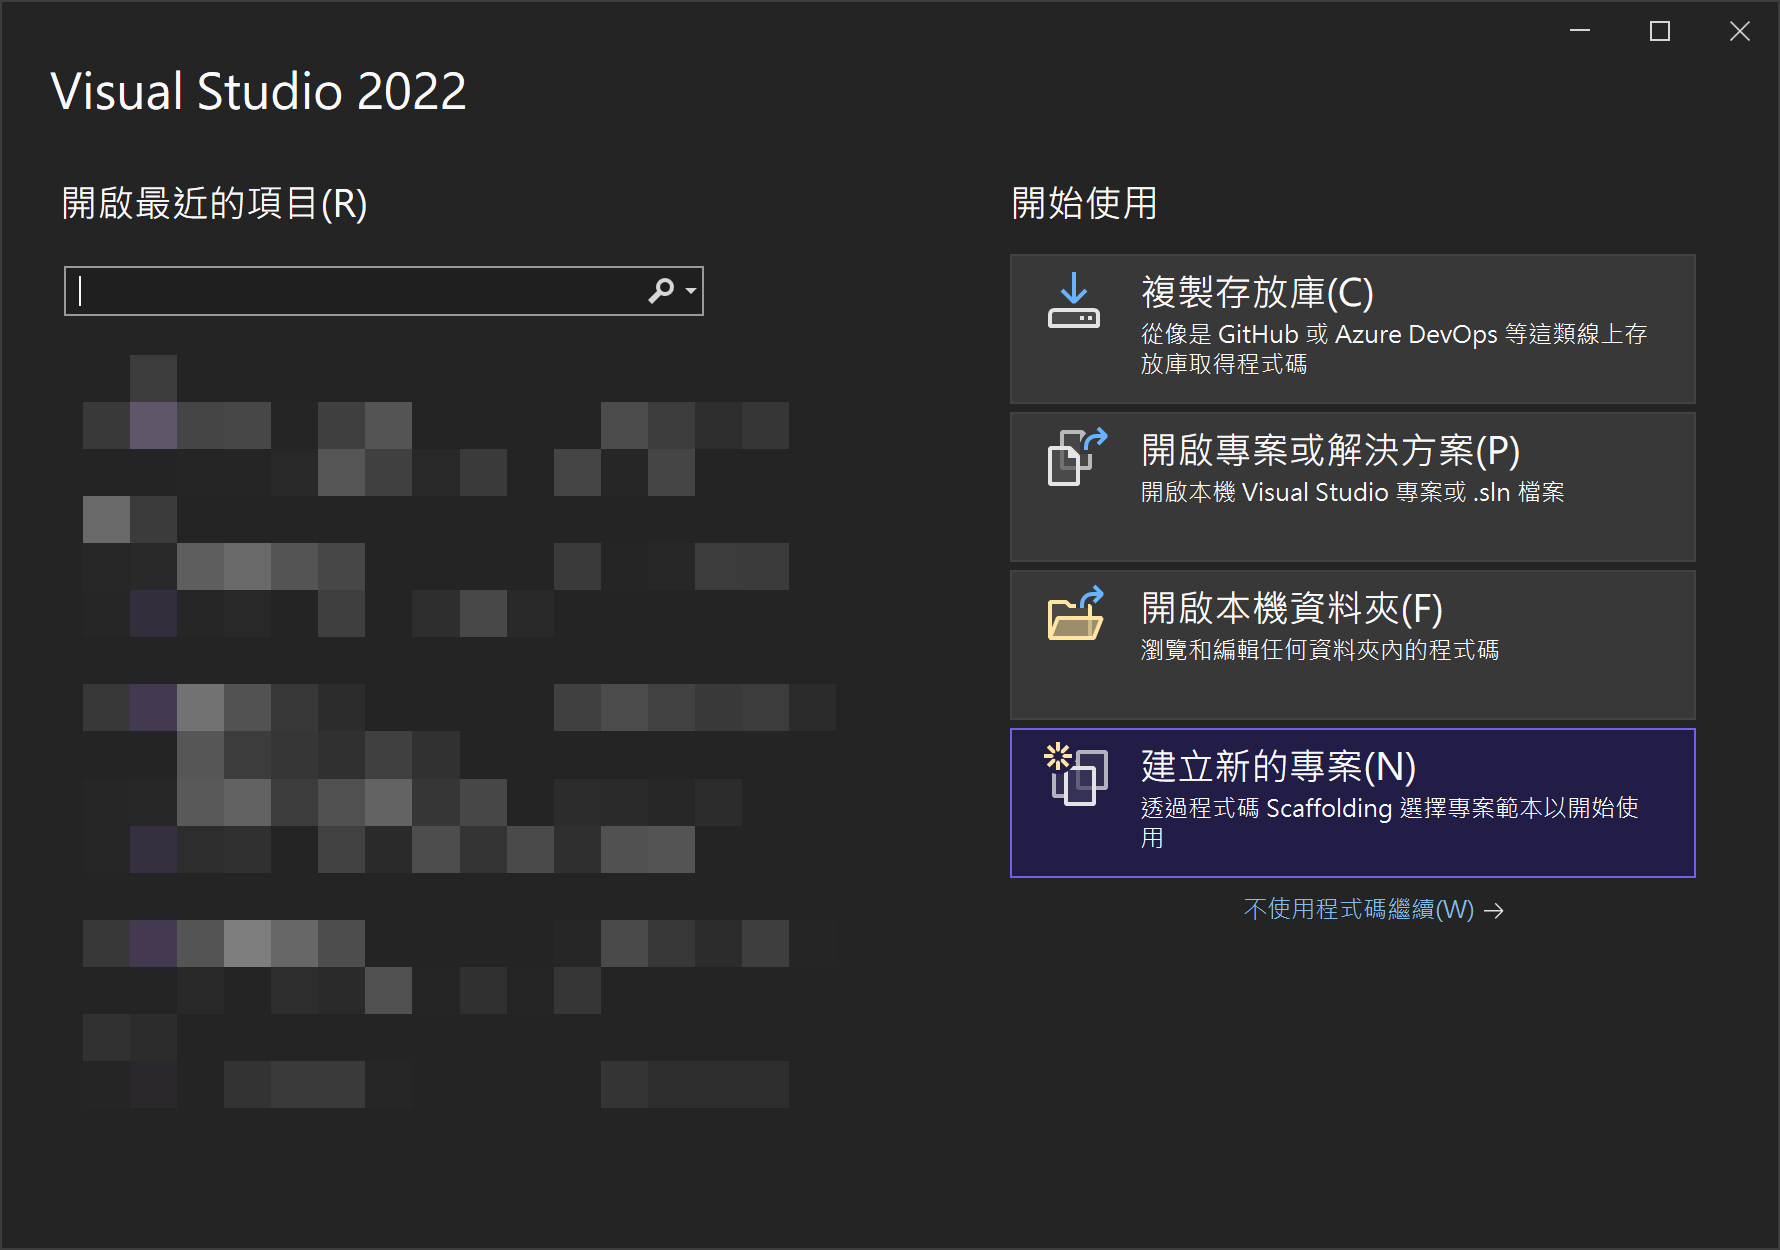 Visual Studio 2022
開啟最近的項目(R)
開始使用
複製存放庫(C)
從像是 GitHub 或 Azure DevOps 等這類線上存
放庫取得程式碼
開啟專案或解決方案(P)
開啟本機 Visual Studio 專案或 .sln 檔案
開啟本機資料夾(F)
瀏覽和編輯任何資料夾內的程式碼
建立新的專案(N)
透過程式碼 Scaffolding 選擇專案範本以開始使
用
不使用程式碼繼續(W) →